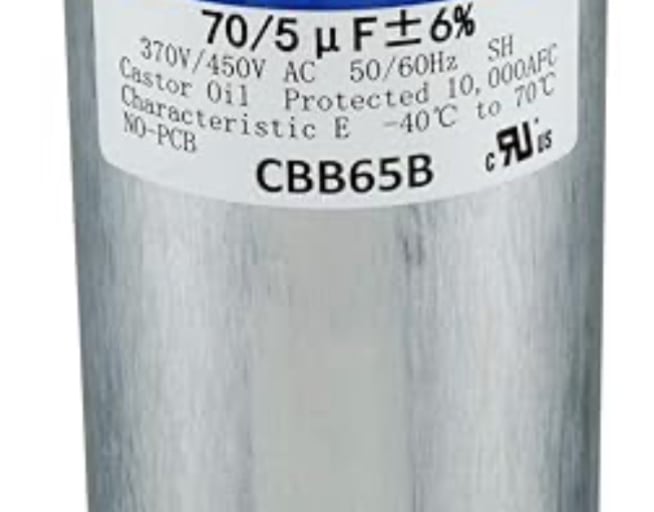 70/5 μF±6%
370V/450V AC 50/60Hz SH
Castor Oil Protected 10,000AFC
Characteristic E -40℃ to 70℃
NO-PCB
CBB65B
c RU US